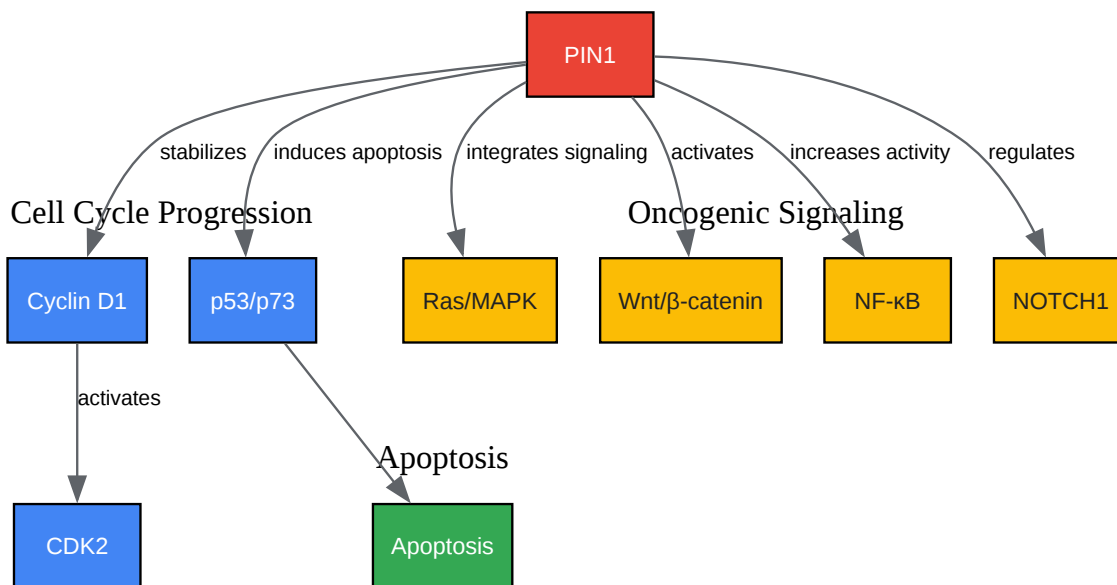 PIN1
stabilizes
induces apoptosis
integrates signaling
activates
increases activity
regulates
Cell Cycle Progression
Oncogenic Signaling
Cyclin D1
p53/p73
Ras/MAPK
Wnt/β-catenin
NF-κB
NOTCH1
activates
Apoptosis
CDK2
Apoptosis